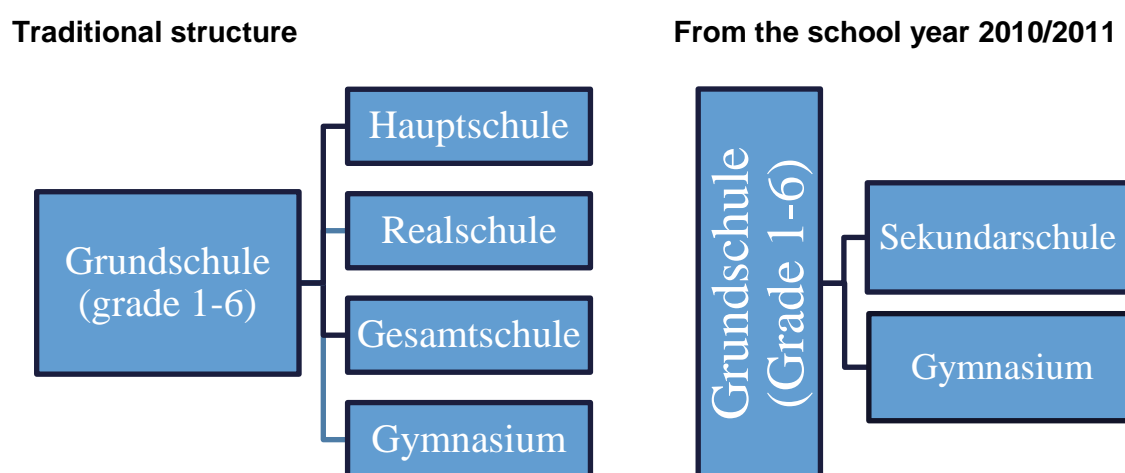 Traditional structure
From the school year 2010/2011
Grundschule
(grade 1-6)
Hauptschule
Realschule
Gesamtschule
Gymnasium
Grundschule
(Grade 1-6)
Sekundarschule
Gymnasium